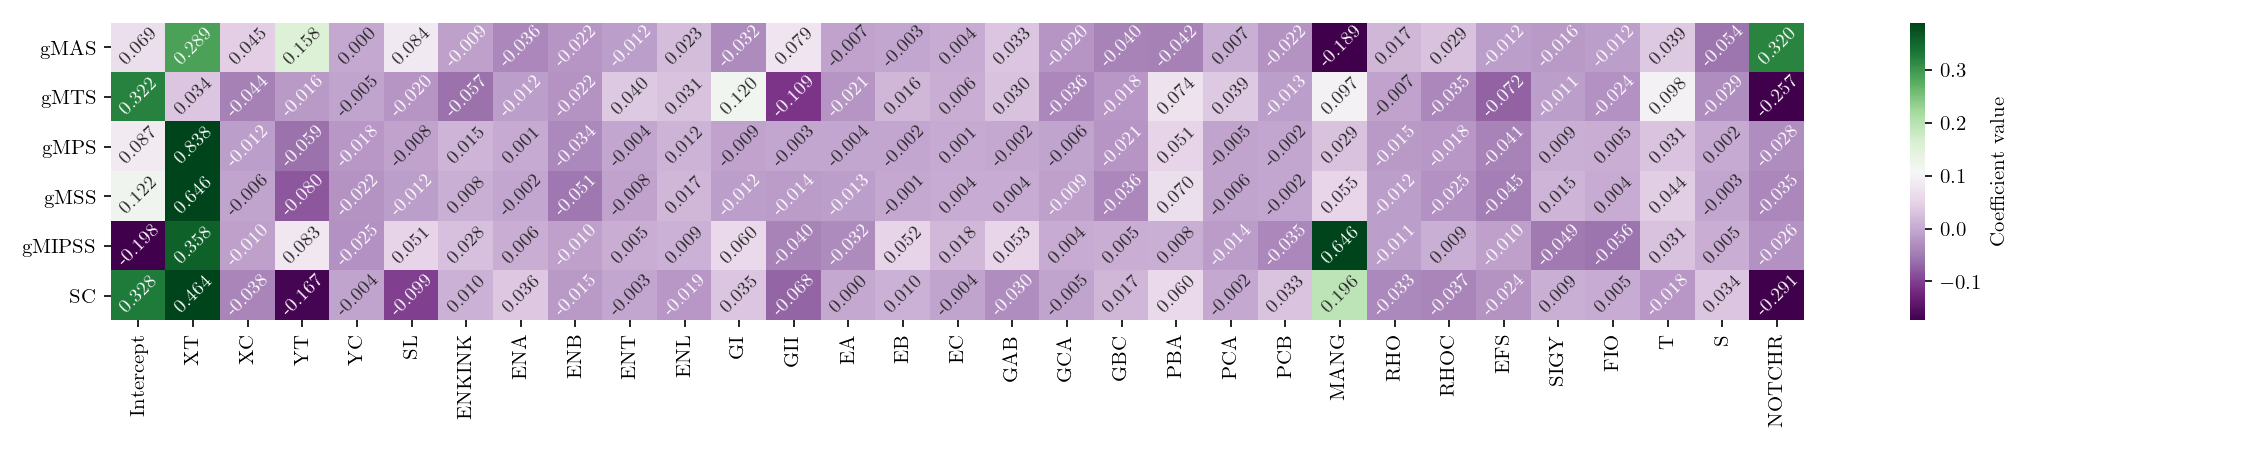 gMAS 0.069 0.289 0.045 0.158 0.000 0.084 -0.009 -0.036 -0.022 -0.012 0.023 -0.032 0.079 -0.007 -0.003 0.004 0.033 -0.020 -0.040 -0.042 0.007 -0.022 -0.189 0.017 0.029 -0.012 -0.016 -0.012 0.039 -0.054 0.320
gMTS 0.322 0.034 -0.044 -0.016 -0.005 -0.020 -0.057 -0.012 -0.022 0.040 0.031 0.120 -0.109 -0.021 0.016 0.006 0.030 -0.036 -0.018 0.074 0.039 -0.013 0.097 -0.007 -0.035 -0.072 -0.011 -0.024 0.098 -0.029 -0.257
gMPS 0.087 0.838 -0.012 -0.059 -0.018 -0.008 0.015 0.001 -0.034 -0.004 0.012 -0.009 -0.003 -0.004 -0.002 0.001 -0.002 -0.006 -0.021 0.051 -0.005 -0.002 0.029 -0.015 -0.018 -0.041 0.009 0.005 0.031 0.002 -0.028
gMSS 0.122 0.646 -0.006 -0.080 -0.022 -0.012 0.008 -0.002 -0.051 -0.008 0.017 -0.012 -0.014 -0.013 -0.001 0.004 0.004 -0.009 -0.036 0.070 -0.006 -0.002 0.055 -0.012 -0.025 -0.045 0.015 0.004 0.044 -0.003 -0.035
gMIPSS -0.198 0.358 -0.010 0.083 -0.025 0.051 0.028 0.006 -0.010 0.005 0.009 0.060 -0.040 -0.032 0.052 0.018 0.053 0.004 0.005 0.008 -0.014 -0.035 0.646 -0.011 0.009 -0.010 -0.049 -0.056 0.031 0.005 -0.026
SC 0.328 0.464 -0.038 -0.167 -0.004 -0.099 0.010 0.036 -0.015 -0.003 -0.019 0.035 -0.068 0.000 0.010 -0.004 -0.030 -0.005 0.017 0.060 -0.002 0.033 0.196 -0.033 -0.037 -0.024 0.009 0.005 -0.018 0.034 -0.291
Intercept XT XC YT YC SL ENKINK ENA ENB ENT ENL GI GII EA EB EC GAB GCA GBC PBA PCA PCB MANG RHO RHOC EFS SIGY FIO T S NOTCHR
0.3
0.2
0.1
0.0
−0.1
Coefficient value